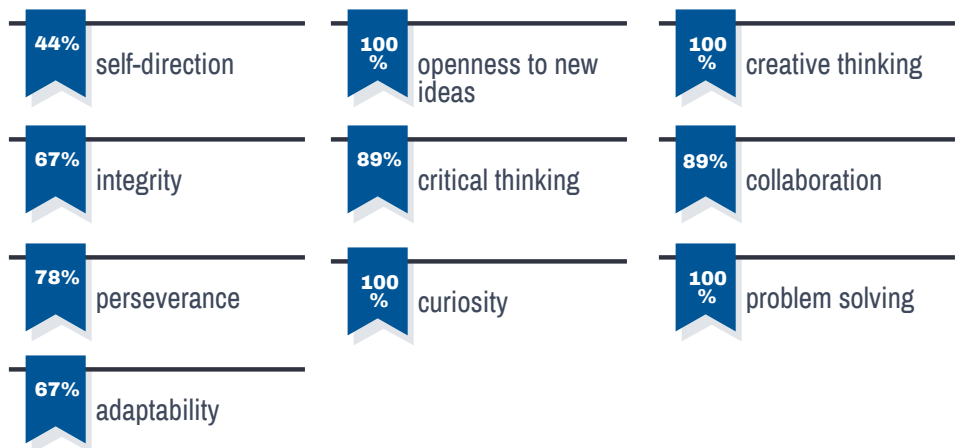 44%
self-direction
100
%
openness to new
ideas
100
%
creative thinking
67%
integrity
89%
critical thinking
89%
collaboration
78%
perseverance
100
%
curiosity
100
%
problem solving
67%
adaptability